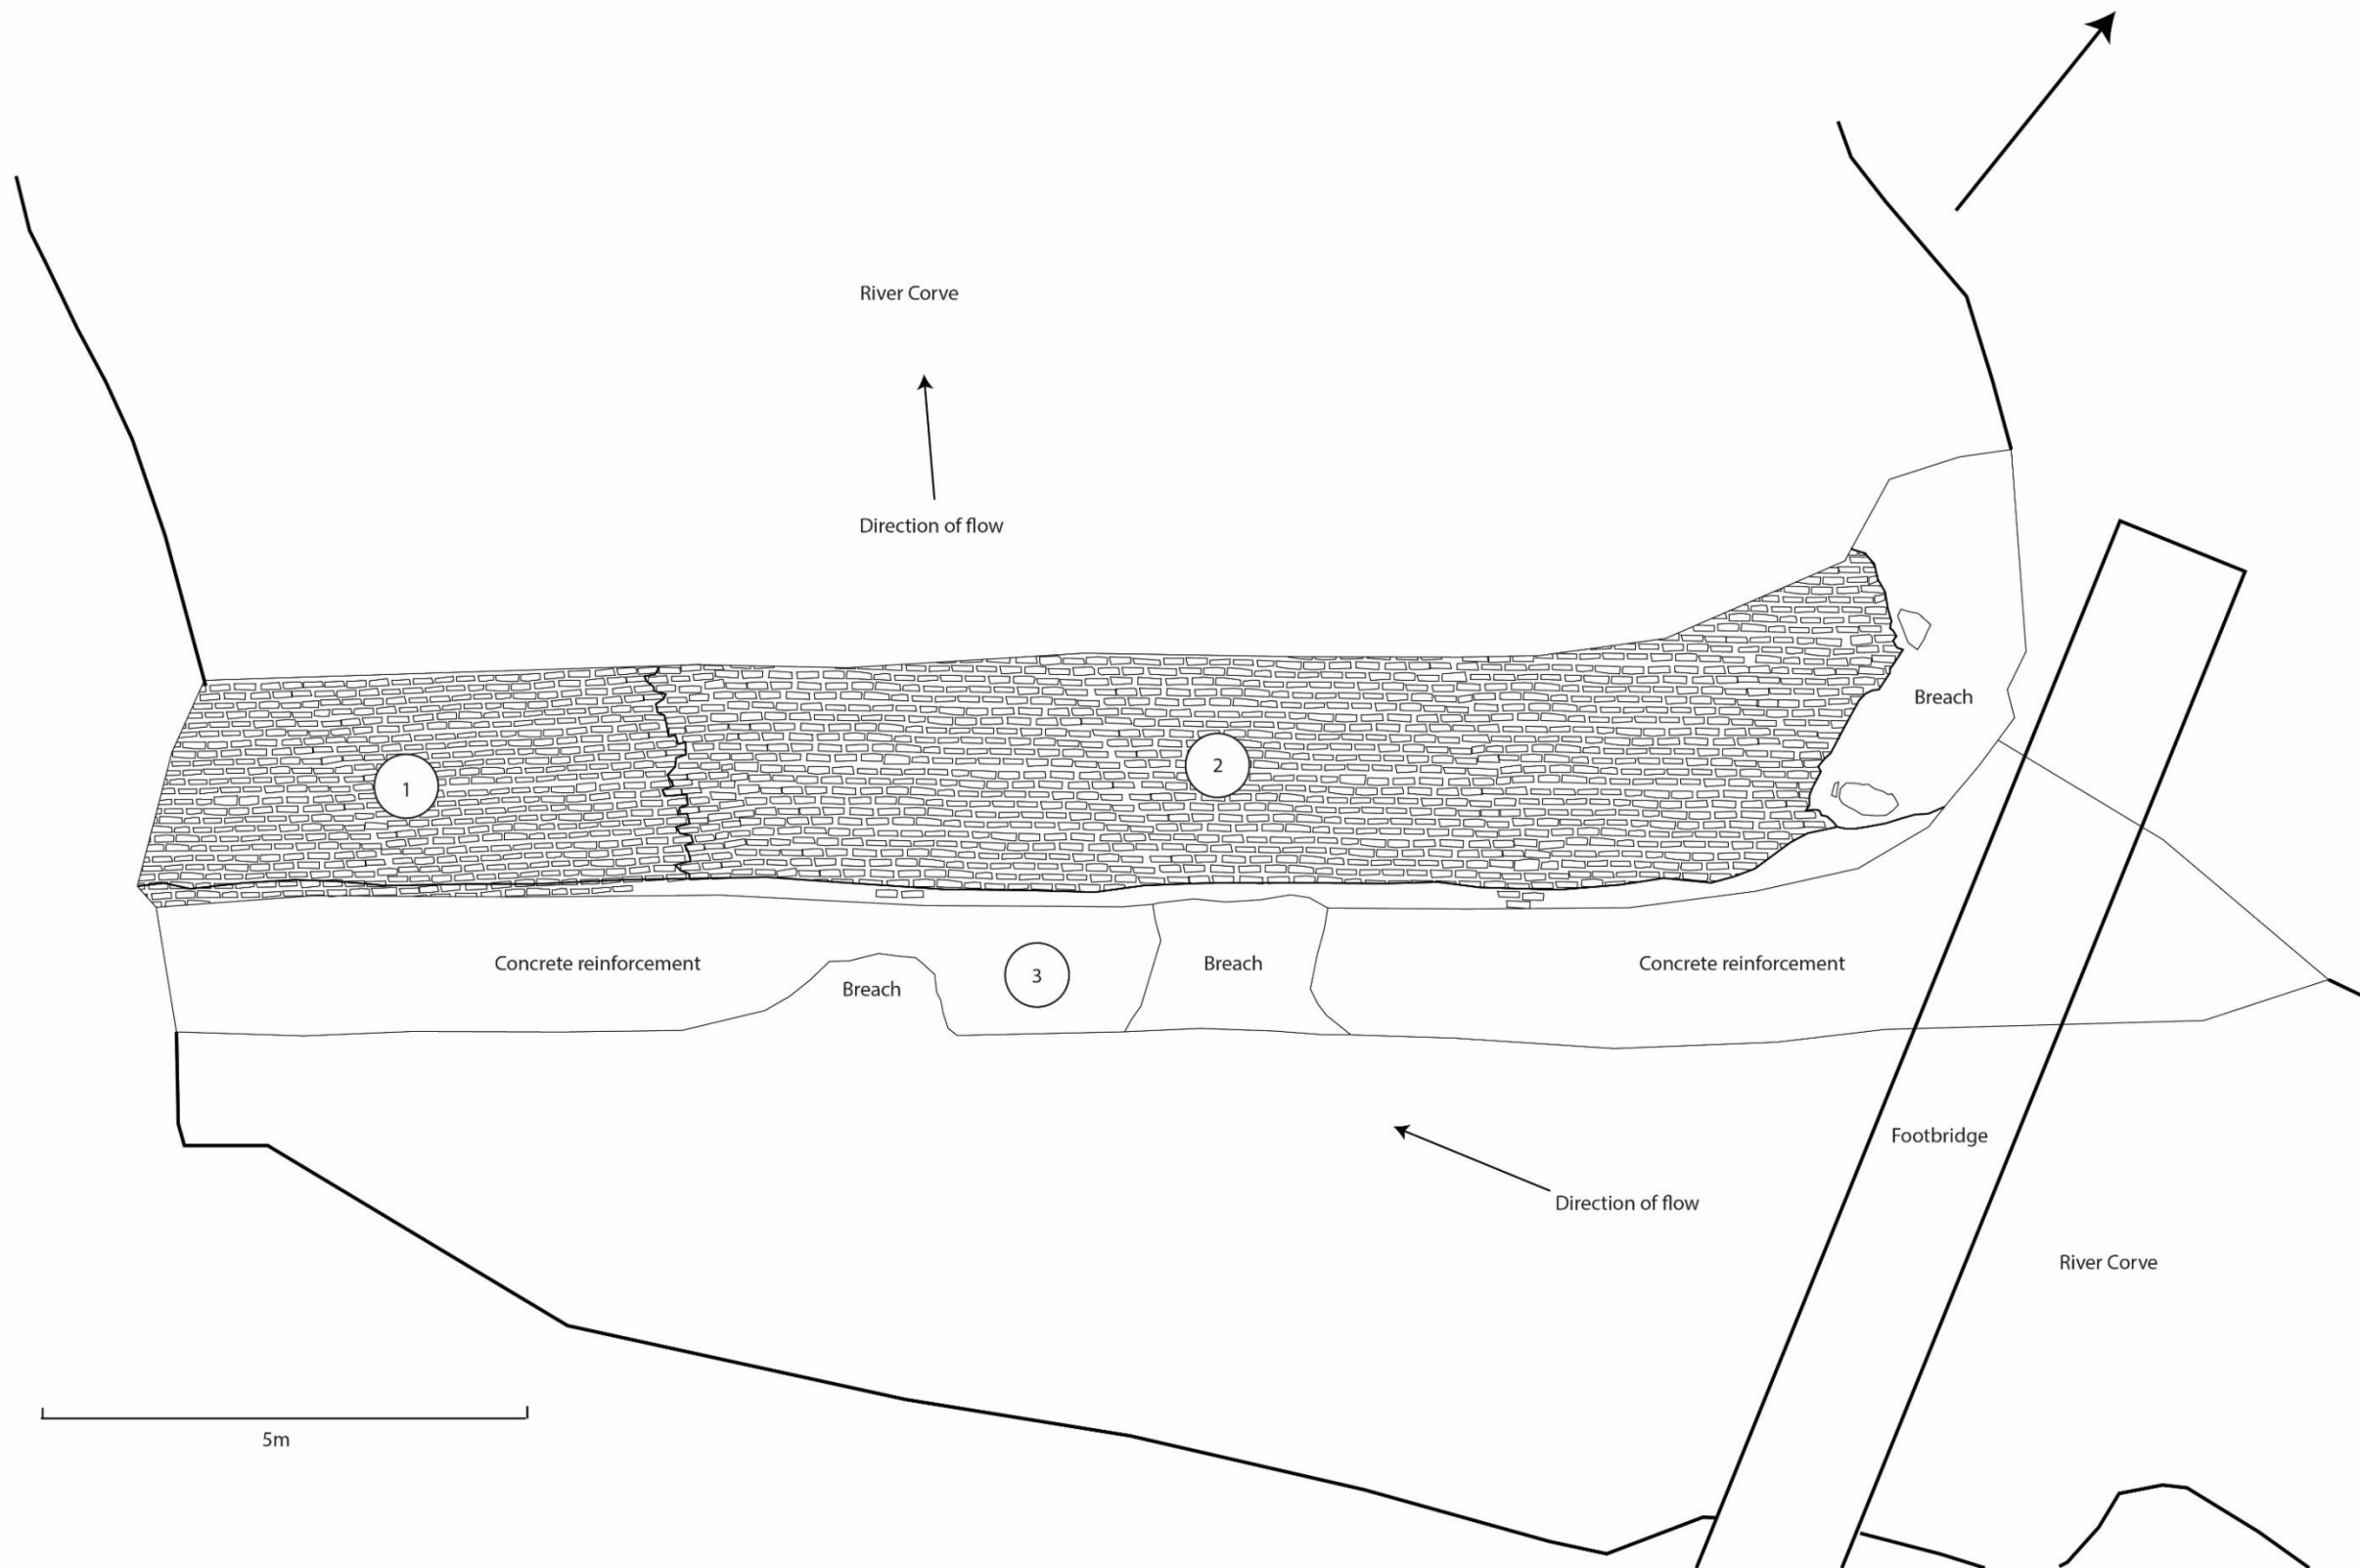 River Corve
Direction of flow
Breach
1
2
Concrete reinforcement
Breach
3
Breach
Concrete reinforcement
Footbridge
Direction of flow
River Corve
5m